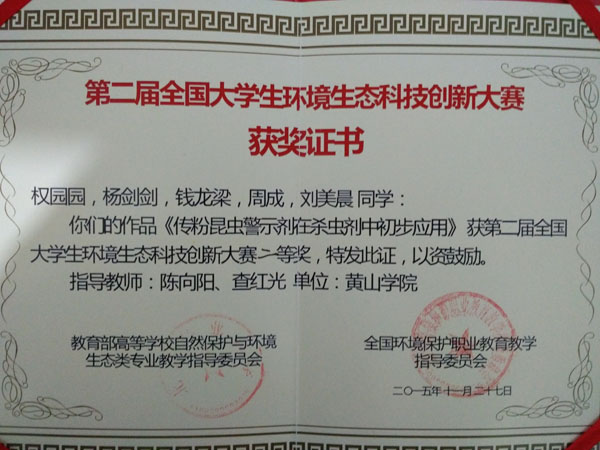 第二届全国大学生环境生态科技创新大赛
获奖证书
权园园，杨剑剑，钱龙梁，周成，刘美晨 同学：
你们的作品《传粉昆虫警示剂在杀虫剂中初步应用》 获第二届全国
大学生环境生态科技创新大赛 二等奖，特发此证，以资鼓励。
指导教师：陈向阳、查红光 单位：黄山学院
教育部高等学校自然保护与环境
生态类专业教学指导委员会
全国环境保护职业教育教学
指导委员会
二〇一五年十一月二十七日